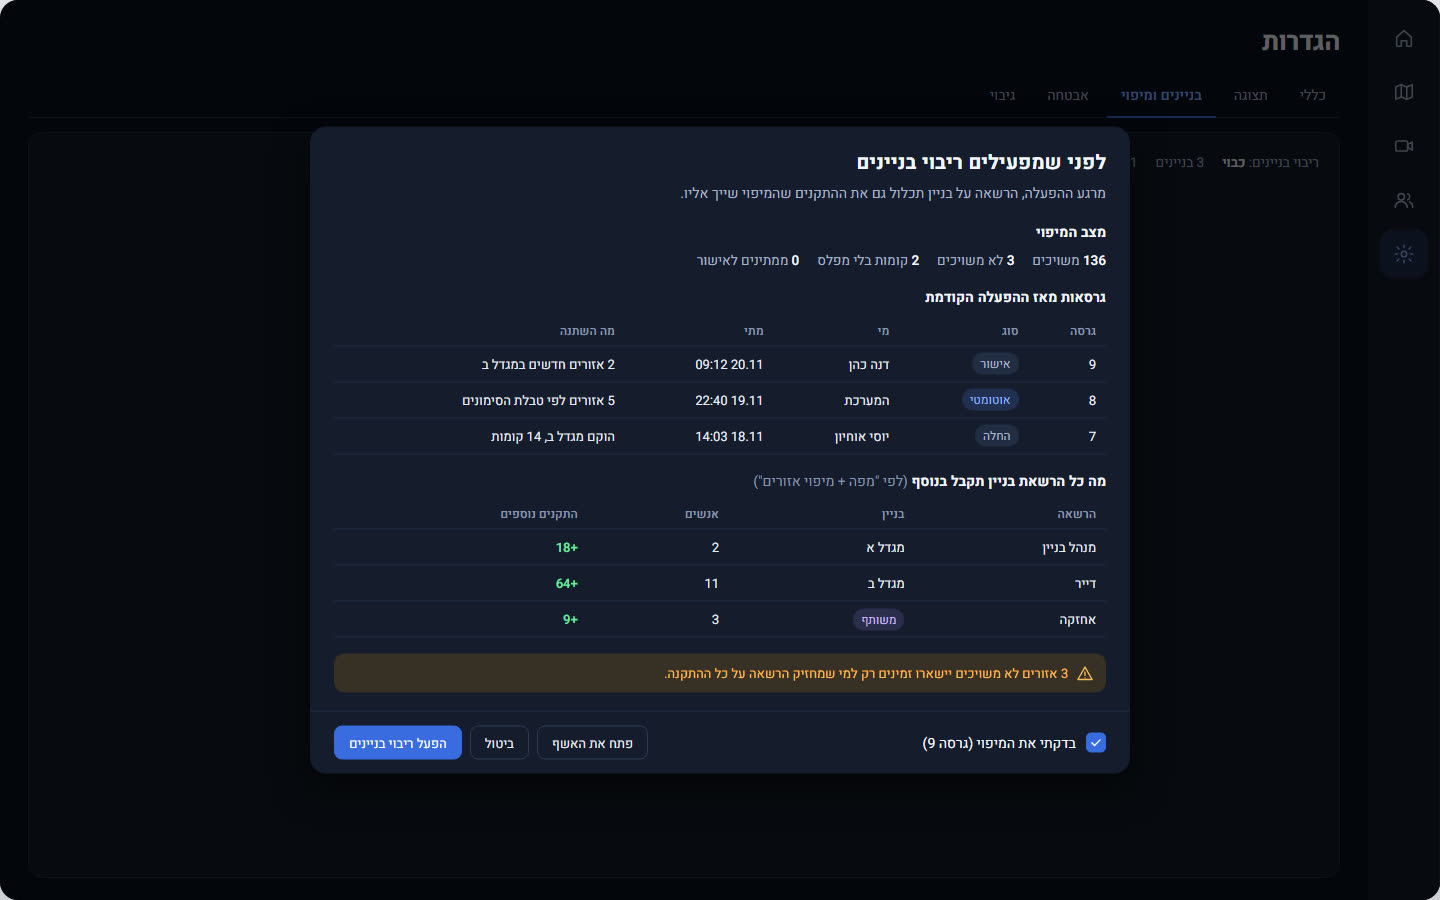 הגדרות
כללי תצוגה בניינים ומיפוי אבטחה גיבוי
ריבוי בניינים: כבוי 3 בניינים 1
לפני שמפעילים ריבוי בניינים
מרגע ההפעלה, הרשאה על בניין תכלול גם את ההתקנים שהמיפוי שייך אליו.
מצב המיפוי
136 משויכים 3 לא משויכים 2 קומות בלי מפלס 0 ממתינים לאישור
גרסאות מאז ההפעלה הקודמת
גרסה סוג מי מתי מה השתנה
9 אישור דנה כהן 20.11 09:12 2 אזורים חדשים במגדל ב
8 אוטומטי המערכת 19.11 22:40 5 אזורים לפי טבלת הסימונים
7 החלה יוסי אוחיון 18.11 14:03 הוקם מגדל ב, 14 קומות
מה כל הרשאת בניין תקבל בנוסף (לפי "מפה + מיפוי אזורים")
הרשאה בניין אנשים התקנים נוספים
מנהל בניין מגדל א 2 +18
דייר מגדל ב 11 +64
אחזקה משותף 3 +9
3 אזורים לא משויכים יישארו זמינים רק למי שמחזיק הרשאה על כל ההתקנה.
בדקתי את המיפוי (גרסה 9) פתח את האשף ביטול הפעל ריבוי בניינים